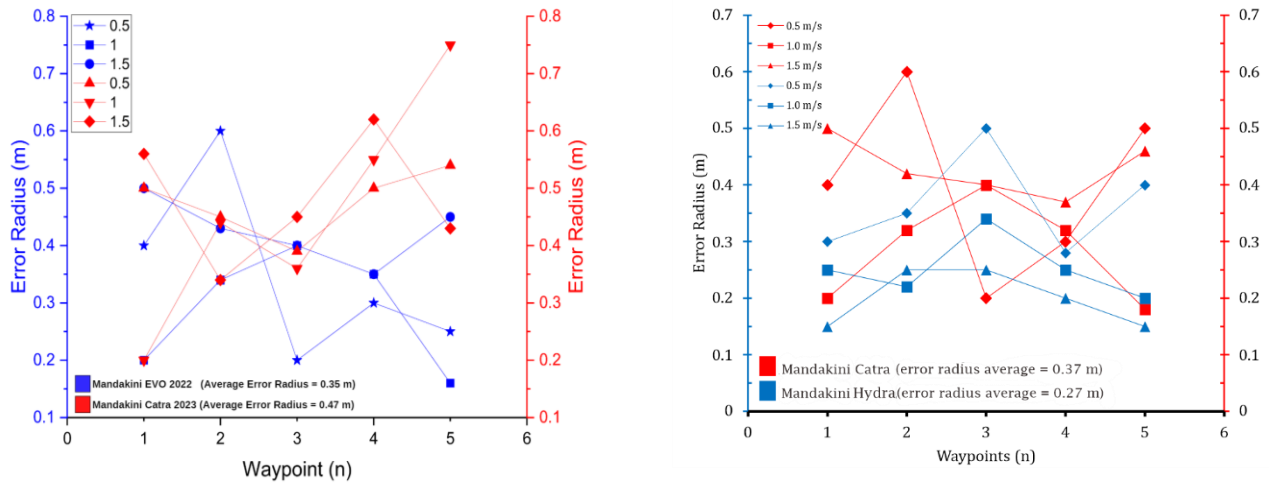 0.8
0.7
0.6
0.5
0.4
0.3
0.2
0.1
Error Radius (m)
0.5
1
1.5
0.5
1
1.5
Mandakini EVO 2022 (Average Error Radius = 0.35 m)
Mandakini Catra 2023 (Average Error Radius = 0.47 m)
0 1 2 3 4 5 6
Waypoint (n)
0.8
0.7
0.6
0.5
0.4
0.3
0.2
0.1
Error Radius (m)
0.7
0.6
0.5
0.4
0.3
0.2
0.1
0
Error Radius (m)
0.5 m/s
1.0 m/s
1.5 m/s
0.5 m/s
1.0 m/s
1.5 m/s
Mandakini Catra (error radius average = 0.37 m)
Mandakini Hydra(error radius average = 0.27 m)
0 1 2 3 4 5 6
Waypoints (n)
0.7
0.6
0.5
0.4
0.3
0.2
0.1
0